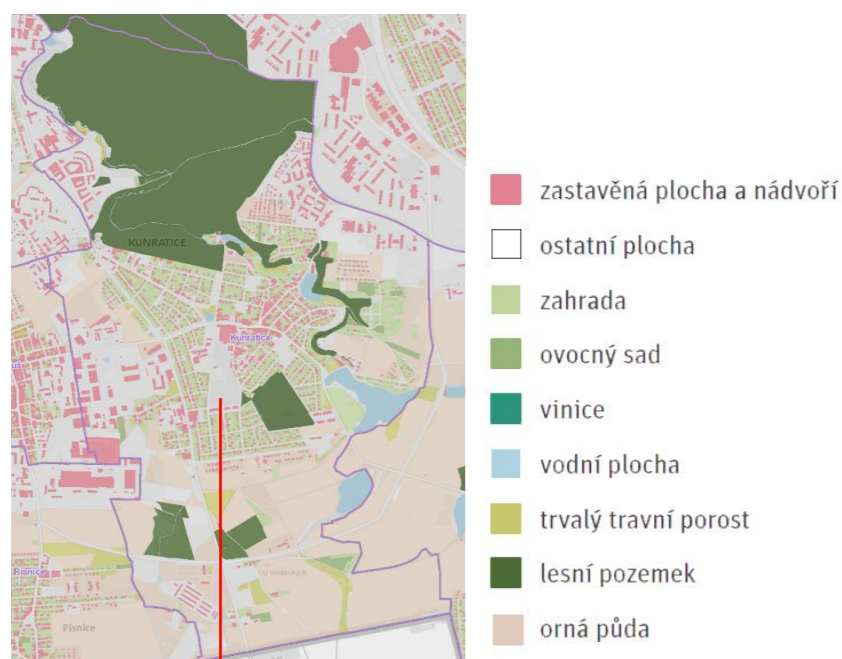 KUNRATICE
Kunratice
Písnice
U Vodeckých
Písnice
zastavěná plocha a nádvoří
ostatní plocha
zahrada
ovocný sad
vinice
vodní plocha
trvalý travní porost
lesní pozemek
orná půda